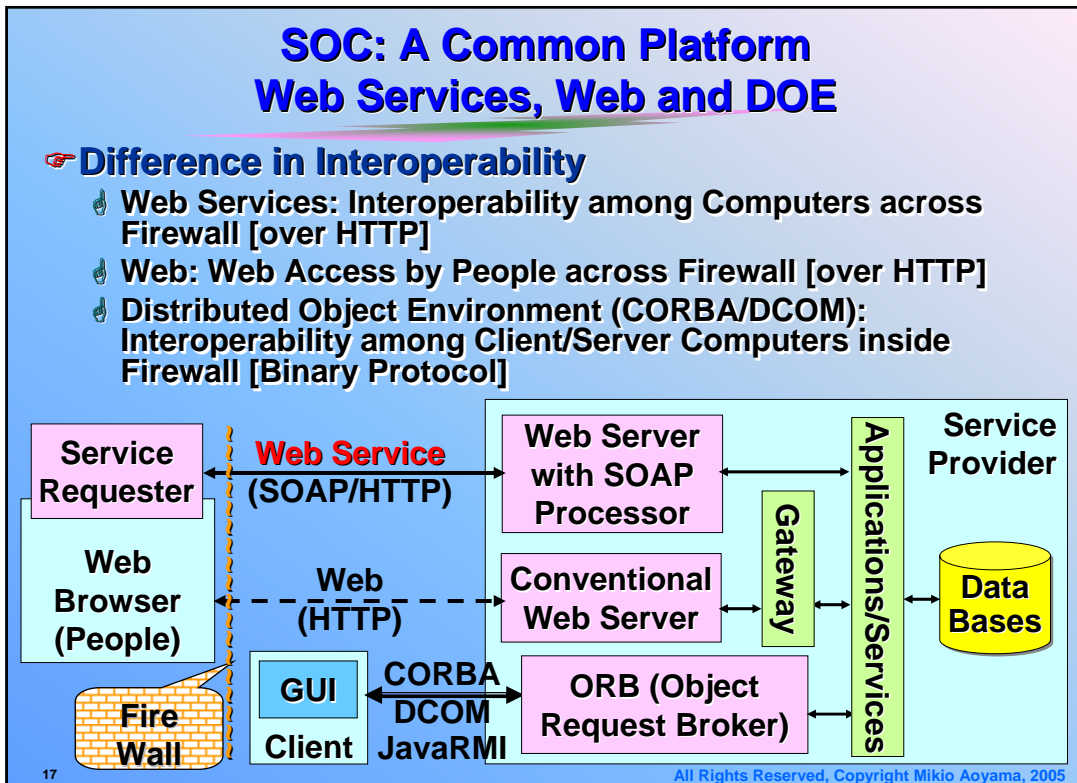 SOC: A Common Platform
Web Services, Web and DOE
Difference in Interoperability
Web Services: Interoperability among Computers across
Firewall [over HTTP]
Web: Web Access by People across Firewall [over HTTP]
Distributed Object Environment (CORBA/DCOM):
Interoperability among Client/Server Computers inside
Firewall [Binary Protocol]
Service
Requester
Web Service
(SOAP/HTTP)
Web Server
with SOAP
Processor
Applications/Services
Service
Provider
Web
Browser
(People)
Web
(HTTP)
Conventional
Web Server
Gateway
Data
Bases
Fire
Wall
GUI
Client
CORBA
DCOM
JavaRMI
ORB (Object
Request Broker)
17
All Rights Reserved, Copyright Mikio Aoyama, 2005